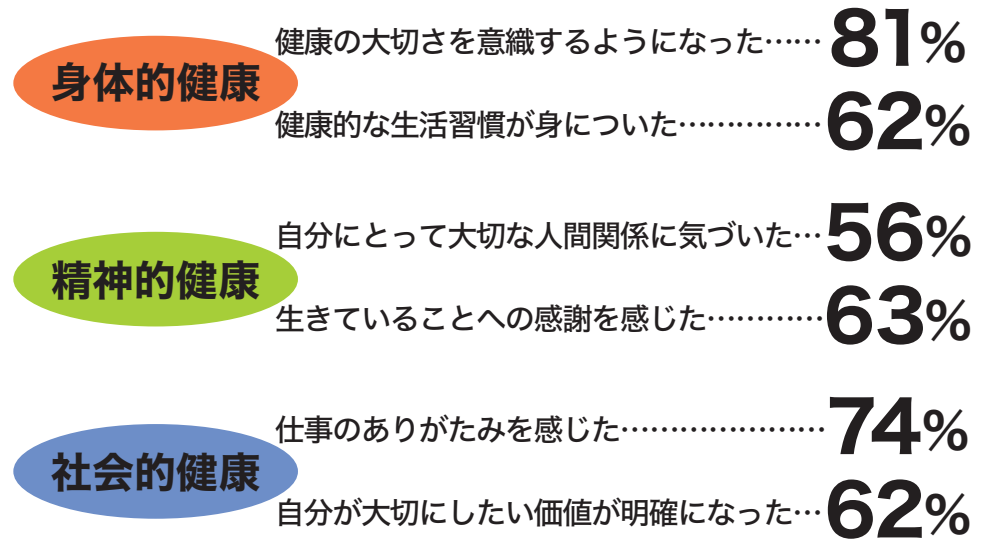 身体的健康
健康の大切さを意織するようになった…… 81%
健康的な生活習慣が身についた…………… 62%
精神的健康
自分にとって大切な人間関係に気づいた… 56%
生きていることへの感謝を感じた………… 63%
社会的健康
仕事のありがたみを感じた………………… 74%
自分が大切にしたい価値が明確になった… 62%